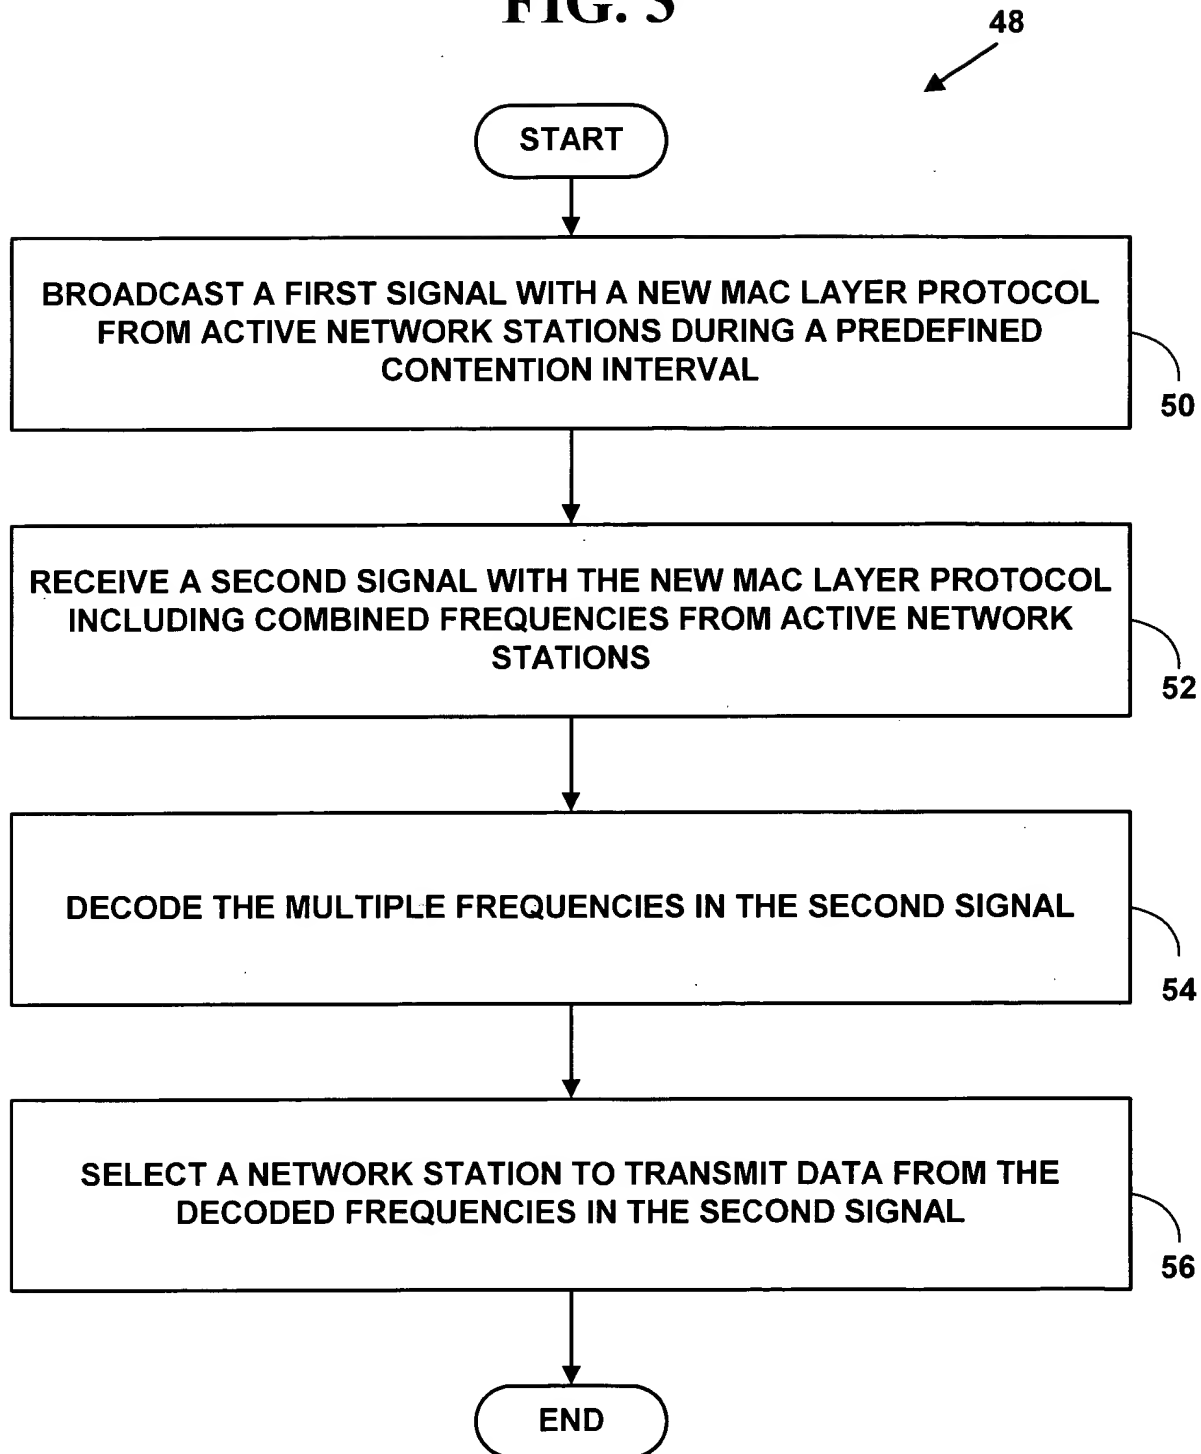 FIG. 3
48
START
BROADCAST A FIRST SIGNAL WITH A NEW MAC LAYER PROTOCOL
FROM ACTIVE NETWORK STATIONS DURING A PREDEFINED
CONTENTION INTERVAL
50
RECEIVE A SECOND SIGNAL WITH THE NEW MAC LAYER PROTOCOL
INCLUDING COMBINED FREQUENCIES FROM ACTIVE NETWORK
STATIONS
52
DECODE THE MULTIPLE FREQUENCIES IN THE SECOND SIGNAL
54
SELECT A NETWORK STATION TO TRANSMIT DATA FROM THE
DECODED FREQUENCIES IN THE SECOND SIGNAL
56
END